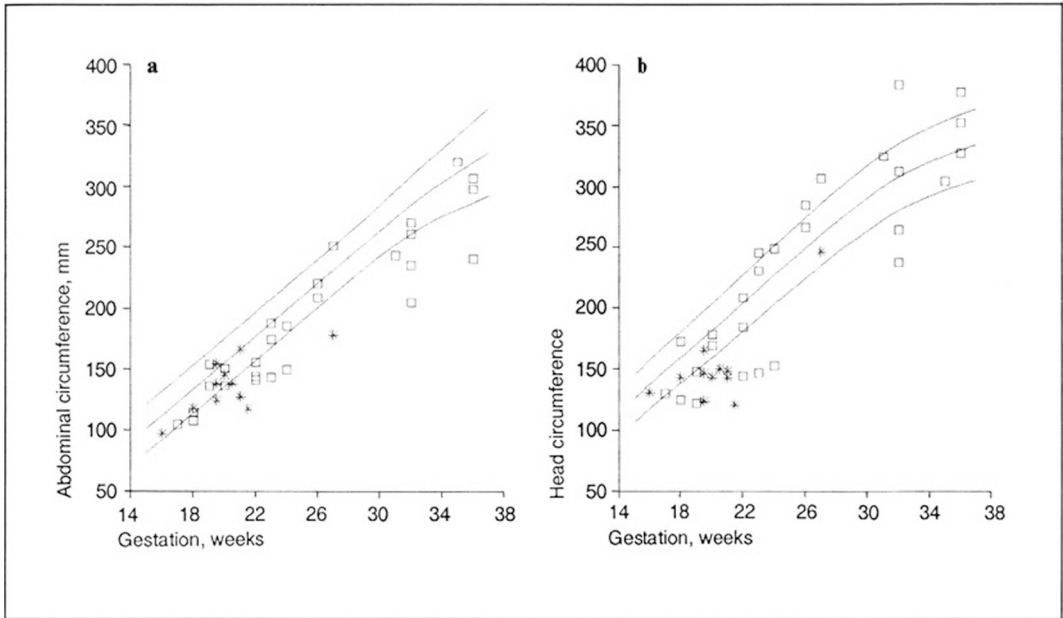 a
400
350
300
250
200
150
100
50
Abdominal circumference, mm
14 18 22 26 30 34 38
Gestation, weeks
b
400
350
300
250
200
150
100
50
Head circumference
14 18 22 26 30 34 38
Gestation, weeks